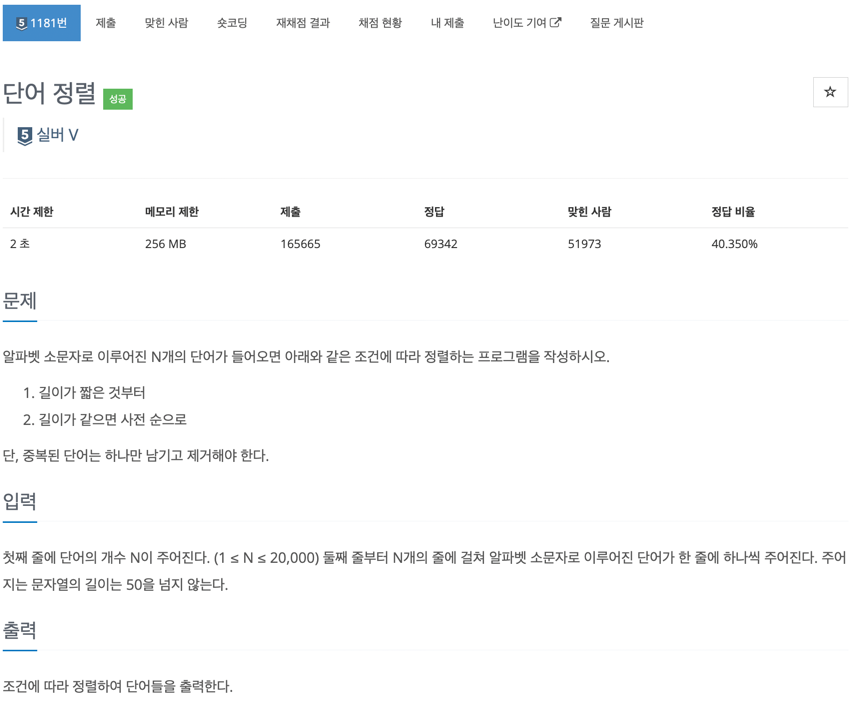 5 1181번 제출 맞힌 사람 숏코딩 재채점 결과 채점 현황 내 제출 난이도 기여 질문 게시판
단어 정렬 성공
5 실버 V
시간 제한 메모리 제한 제출 정답 맞힌 사람 정답 비율
2 초 256 MB 165665 69342 51973 40.350%
문제
알파벳 소문자로 이루어진 N개의 단어가 들어오면 아래와 같은 조건에 따라 정렬하는 프로그램을 작성하시오.
1. 길이가 짧은 것부터
2. 길이가 같으면 사전 순으로
단, 중복된 단어는 하나만 남기고 제거해야 한다.
입력
첫째 줄에 단어의 개수 N이 주어진다. (1 ≤ N ≤ 20,000) 둘째 줄부터 N개의 줄에 걸쳐 알파벳 소문자로 이루어진 단어가 한 줄에 하나씩 주어진다. 주어
지는 문자열의 길이는 50을 넘지 않는다.
출력
조건에 따라 정렬하여 단어들을 출력한다.